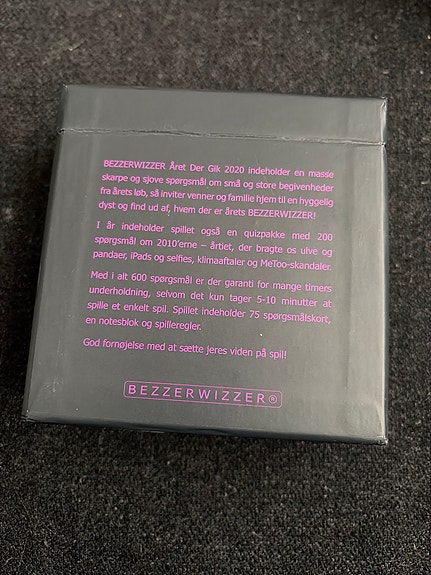 BEZZERWIZZER Året Der Gik 2020 indeholder en masse
skarpe og sjove spørgsmål om små og store begivenheder
fra årets løb, så inviter venner og familie hjem til en hyggelig
dyst og find ud af, hvem der er årets BEZZERWIZZER!
I år indeholder spillet også en quizpakke med 200
spørgsmål om 2010'erne – årtiet, der bragte os ulve og
pandaer, iPads og selfies, klimaaftaler og MeToo-skandaler.
Med i alt 600 spørgsmål er der garanti for mange timers
underholdning, selvom det kun tager 5-10 minutter at
spille et enkelt spil. Spillet indeholder 75 spørgsmålskort,
en notesblok og spilleregler.
God fornøjelse med at sætte jeres viden på spil!
BEZZERWIZZER®